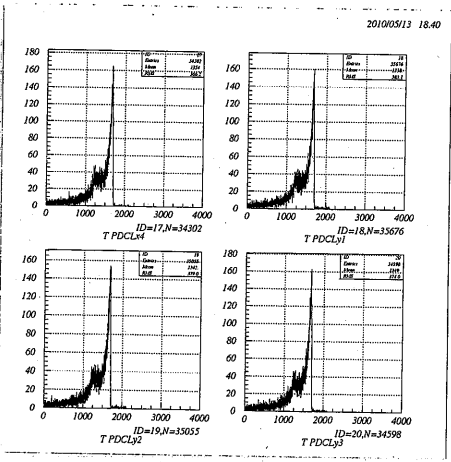 2010/05/13 18.40
180
160
140
120
100
80
60
40
20
0
0 1000 2000 3000 4000
ID
Entries 34302
Mean
RMS
ID=17,N=34302
T PDCLx4
180
160
140
120
100
80
60
40
20
0
0 1000 2000 3000 4000
ID 18
Entries 35676
Mean
RMS
ID=18,N=35676
T PDCLy1
160
140
120
100
80
60
40
20
0
0 1000 2000 3000 4000
ID 19
Entries 35055
Mean
RMS
ID=19,N=35055
T PDCLy2
180
160
140
120
100
80
60
40
20
0
0 1000 2000 3000 4000
ID 20
Entries 34598
Mean
RMS
ID=20,N=34598
T PDCLy3